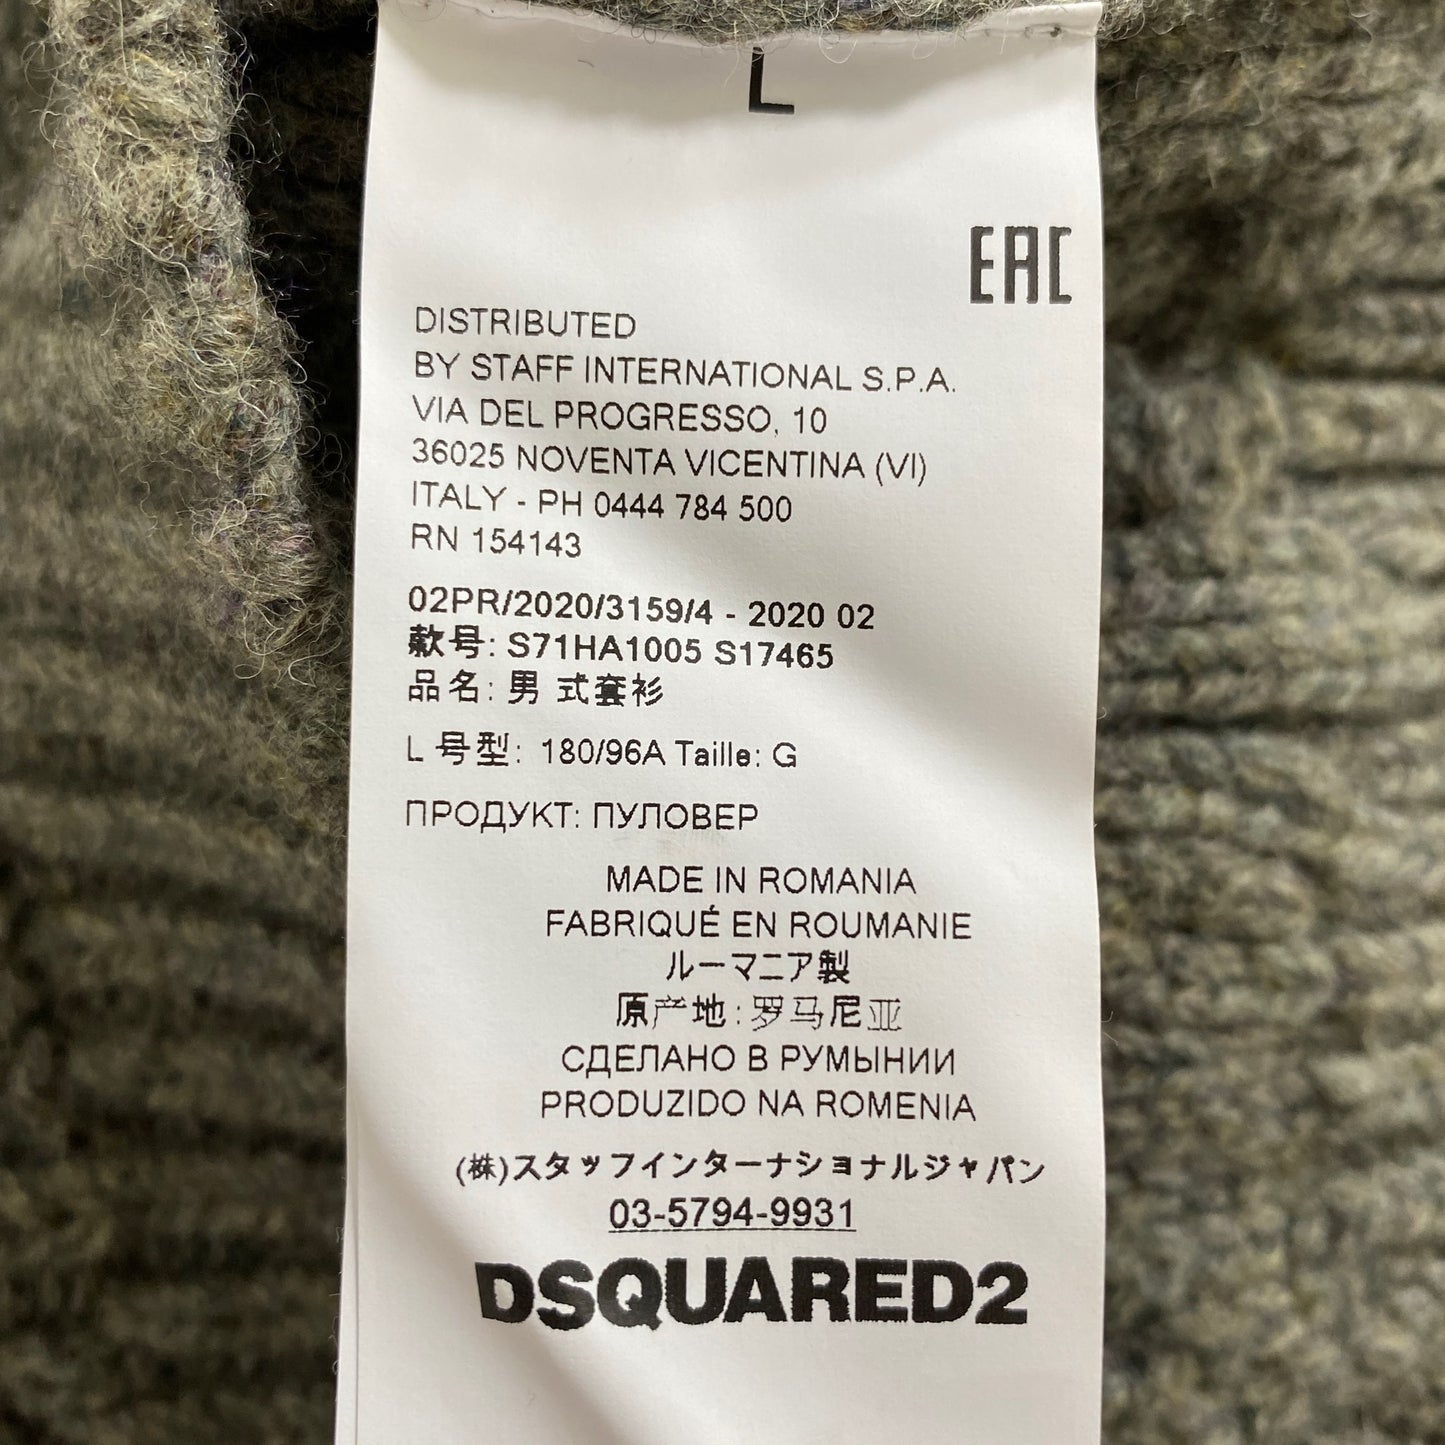 L
EAC
DISTRIBUTED
BY STAFF INTERNATIONAL S.P.A.
VIA DEL PROGRESSO, 10
36025 NOVENTA VICENTINA (VI)
ITALY - PH 0444 784 500
RN 154143
02PR/2020/3159/4 - 2020 02
款号: S71HA1005 S17465
品名: 男 式套衫
L 号型: 180/96A Taille: G
ПРОДУКТ: ПУЛОВЕР
MADE IN ROMANIA
FABRIQUÉ EN ROUMANIE
ルーマニア製
原产地:罗马尼亚
СДЕЛАНО В РУМЫНИИ
PRODUZIDO NA ROMENIA
(株)スタッフインターナショナルジャパン
03-5794-9931
DSQUARED2